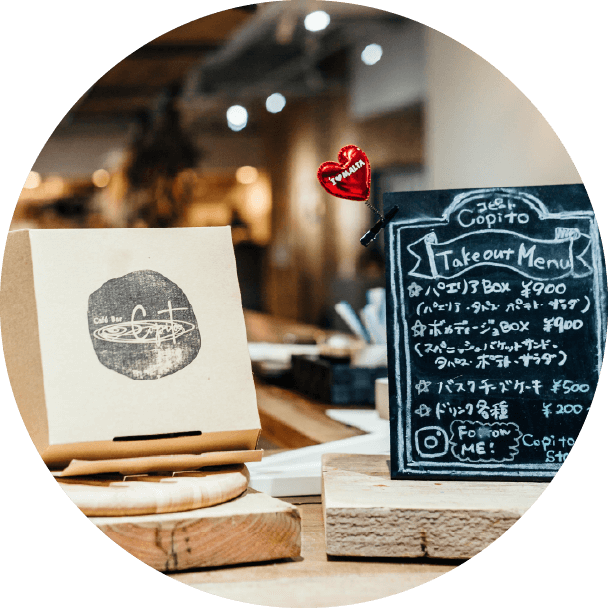 Café Bar
Copito
I ♥ MALTA
コピート
Copito
Takeout Menu
☆パエリアBOX ¥900
(パエリア・タパス・ポテト・サラダ)
☆ボカディージョBOX ¥900
(スパニッシュバケットサンド・
タパス・ポテト・サラダ)
☆バスクチーズケーキ ¥500
☆ドリンク各種 ¥200
Follow
ME!
Copito